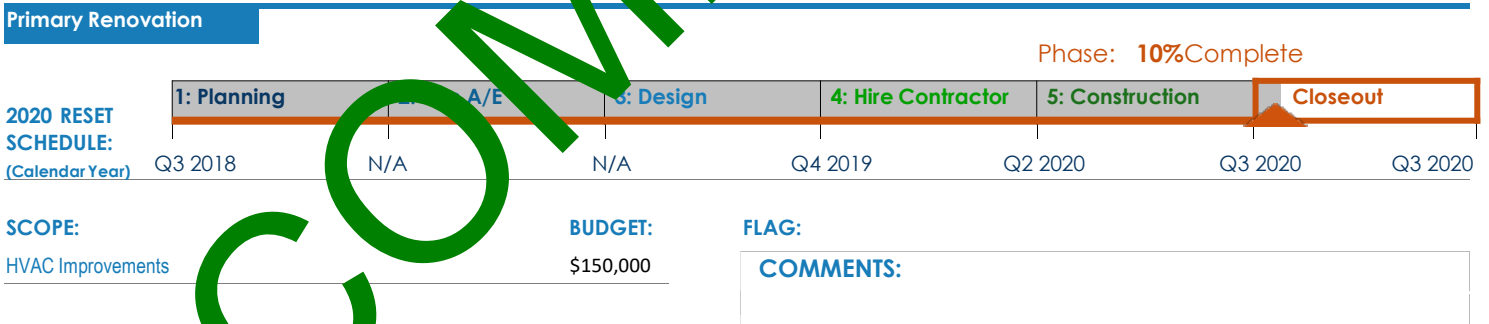 Primary Renovation
Phase: 10%Complete
1: Planning A/E 3: Design 4: Hire Contractor 5: Construction Closeout
2020 RESET
SCHEDULE:
(Calendar Year)
Q3 2018 N/A N/A Q4 2019 Q2 2020 Q3 2020 Q3 2020
SCOPE: BUDGET: FLAG:
HVAC Improvements $150,000
COMMENTS:
COM